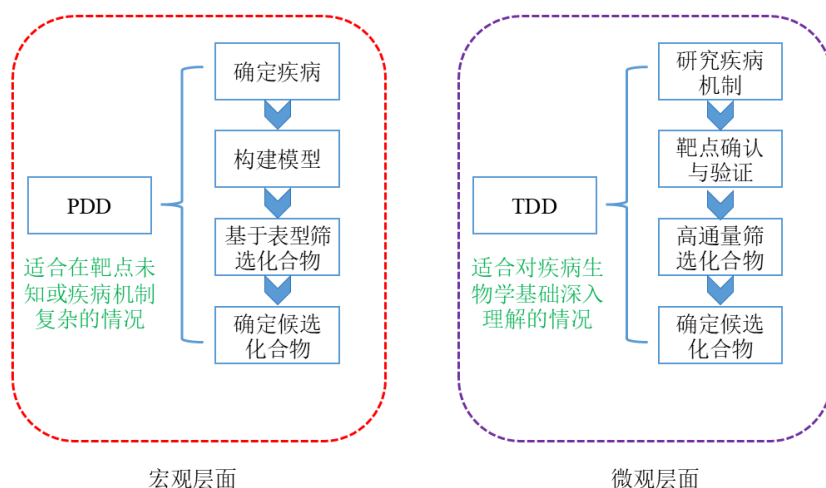 确定疾病
构建模型
PDD
基于表型筛
选化合物
适合在靶点未
知或疾病机制
复杂的情况
确定候选
化合物
宏观层面
研究疾病
机制
靶点确认
与验证
TDD
高通量筛
选化合物
适合对疾病生
物学基础深入
理解的情况
确定候选
化合物
微观层面